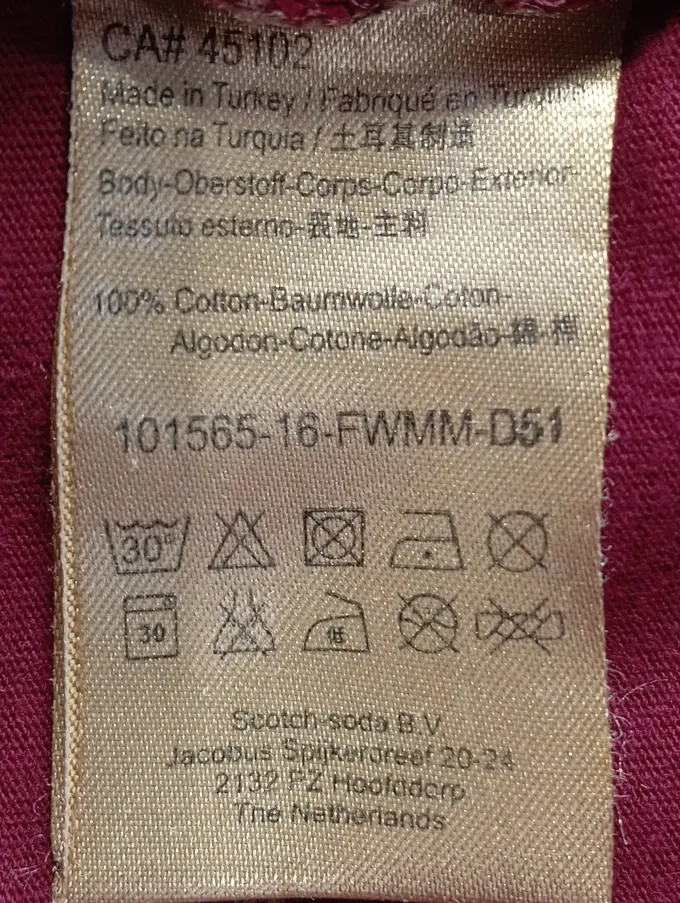 CA# 45102
Made in Turkey / Fabriqué en Turquie
Feito na Turquia / 土耳其制造
Body-Oberstoff-Corps-Corpo-Exterior-
Tessuto esterno-表地-主料
100% Cotton-Baumwolle-Coton-
Algodon-Cotone-Algodão-綿-棉
101565-16-FWMM-D51
30°
30 低
Scotch-soda B.V.
Jacobus Spijkerdreef 20-24
2132 PZ Hoofddorp
The Netherlands